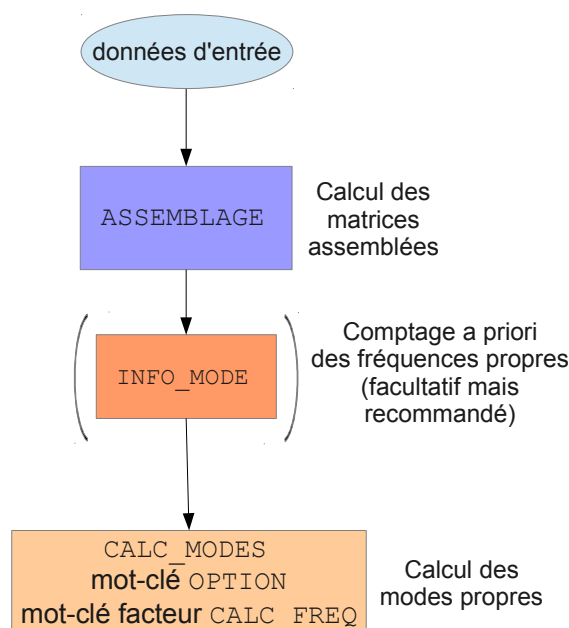 données d'entrée
ASSEMBLAGE
Calcul des
matrices
assemblées
INFO_MODE
Comptage a priori
des fréquences propres
(facultatif mais
recommandé)
CALC_MODES
mot-clé OPTION
mot-clé facteur CALC_FREQ
Calcul des
modes propres